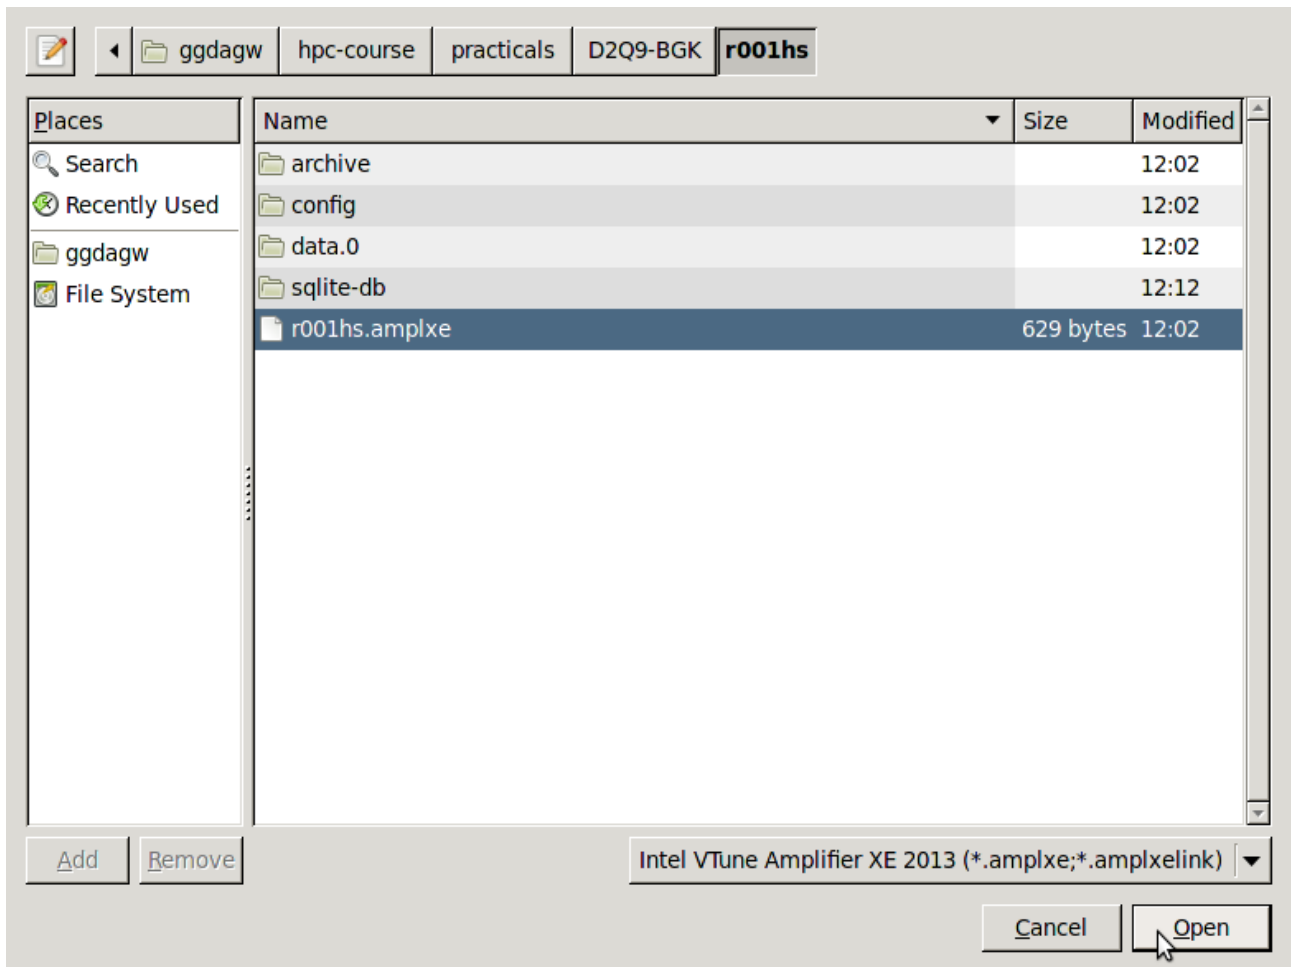 ggdagw hpc-course practicals D2Q9-BGK r001hs
Places Name Size Modified
Search archive 12:02
Recently Used config 12:02
ggdagw data.0 12:02
File System sqlite-db 12:12
r001hs.amplxe 629 bytes 12:02
Add Remove Intel VTune Amplifier XE 2013 (*.amplxe;*.amplxelink)
Cancel Open